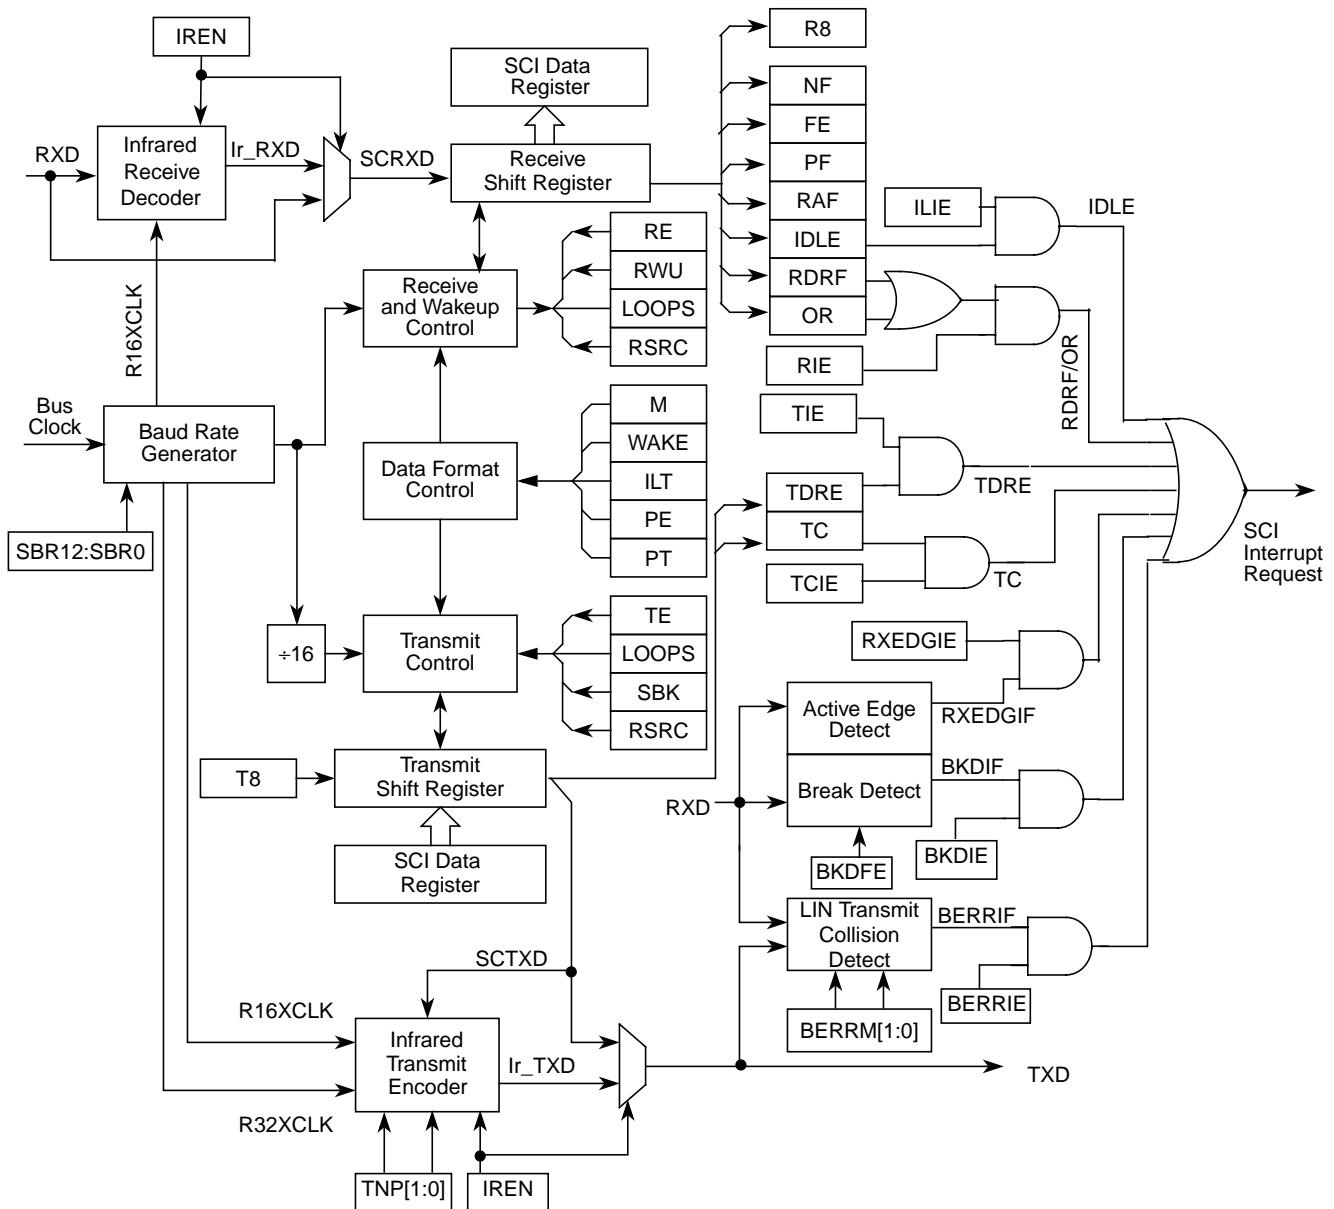 IREN
SCI Data
Register
R8
NF
FE
PF
RAF
IDLE
RDRF
OR
RXD
Infrared
Receive
Decoder
Ir_RXD
SCRXD
Receive
Shift Register
ILIE
IDLE
R16XCLK
Receive
and Wakeup
Control
RE
RWU
LOOPS
RSRC
RIE
RDRF/OR
Bus
Clock
Baud Rate
Generator
SBR12:SBR0
Data Format
Control
M
WAKE
ILT
PE
PT
TIE
TDRE
TC
TCIE
TDRE
TC
SCI
Interrupt
Request
÷16
Transmit
Control
TE
LOOPS
SBK
RSRC
RXEDGIE
Active Edge
Detect
RXEDGIF
T8
Transmit
Shift Register
RXD
Break Detect
BKDIF
BKDIE
BKDFE
SCI Data
Register
LIN Transmit
Collision
Detect
BERRIF
BERRIE
BERRM[1:0]
SCTXD
R16XCLK
Infrared
Transmit
Encoder
Ir_TXD
R32XCLK
TXD
TNP[1:0]
IREN